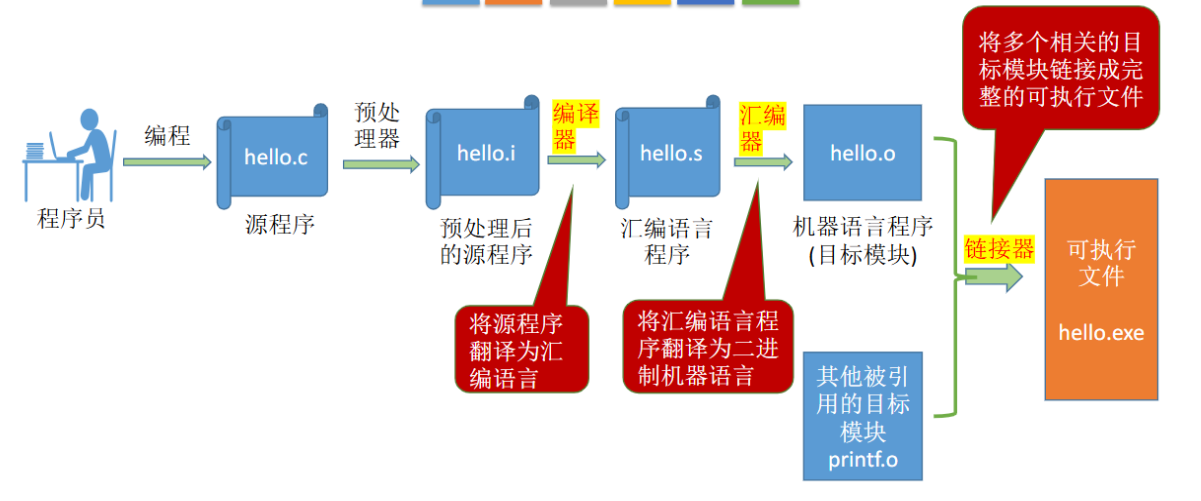 将多个相关的目
标模块链接成完
整的可执行文件
编程
预处
理器
编译
器
汇编
器
hello.c
hello.i
hello.s
hello.o
程序员
源程序
预处理后
的源程序
汇编语言
程序
机器语言程序
(目标模块)
链接器
可执行
文件
hello.exe
将源程序
翻译为汇
编语言
将汇编语言程
序翻译为二进
制机器语言
其他被引
用的目标
模块
printf.o